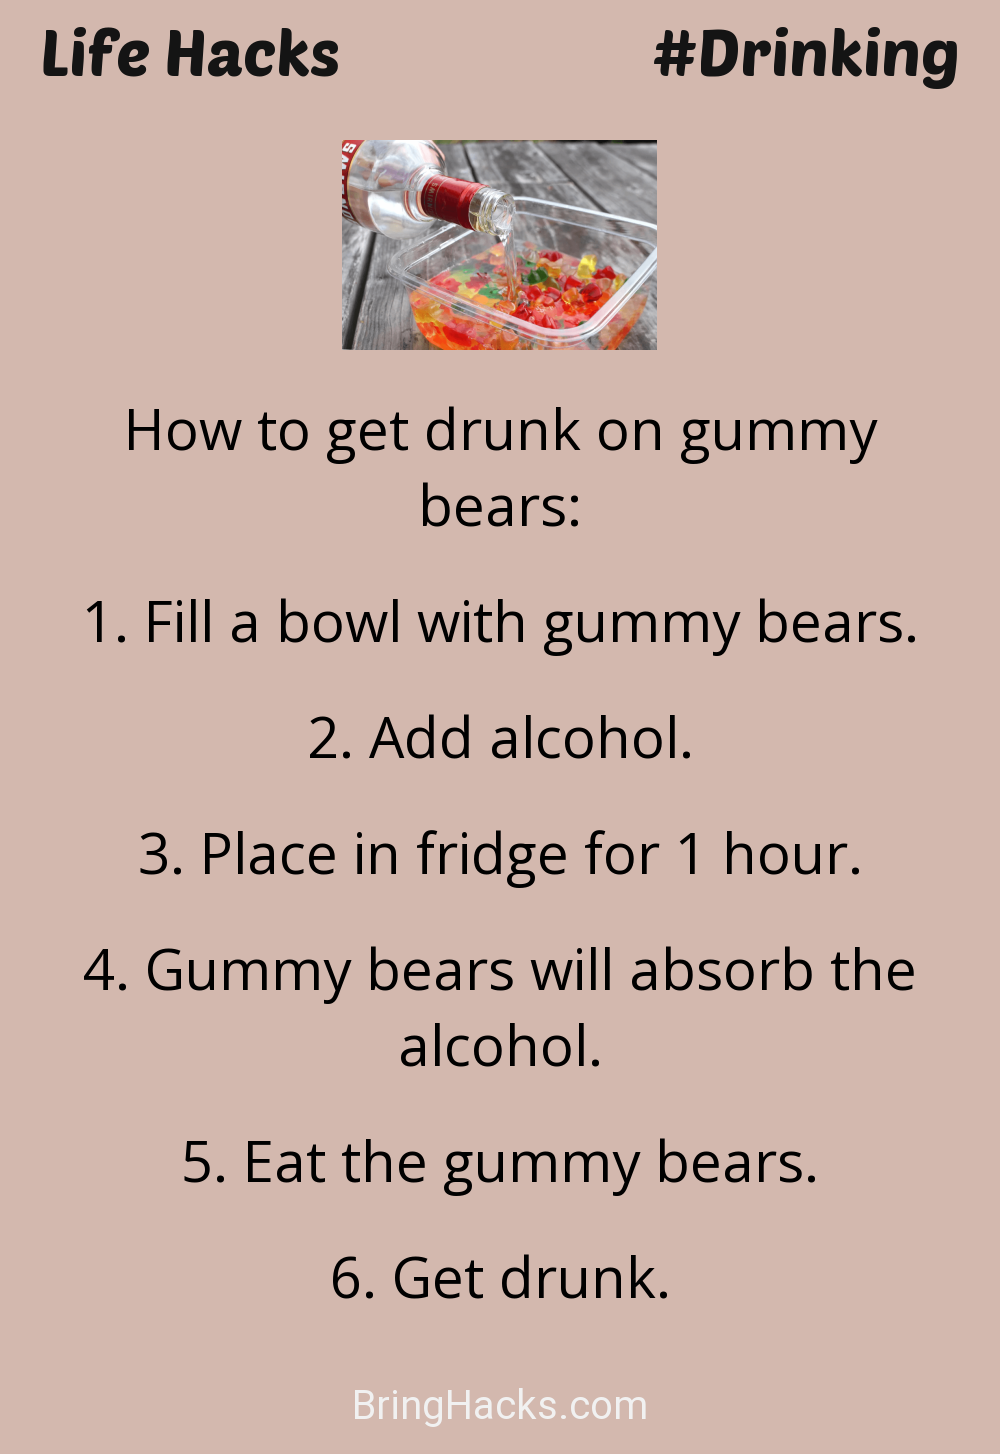 Life Hacks #Drinking
How to get drunk on gummy
bears:
1. Fill a bowl with gummy bears.
2. Add alcohol.
3. Place in fridge for 1 hour.
4. Gummy bears will absorb the
alcohol.
5. Eat the gummy bears.
6. Get drunk.
BringHacks.com